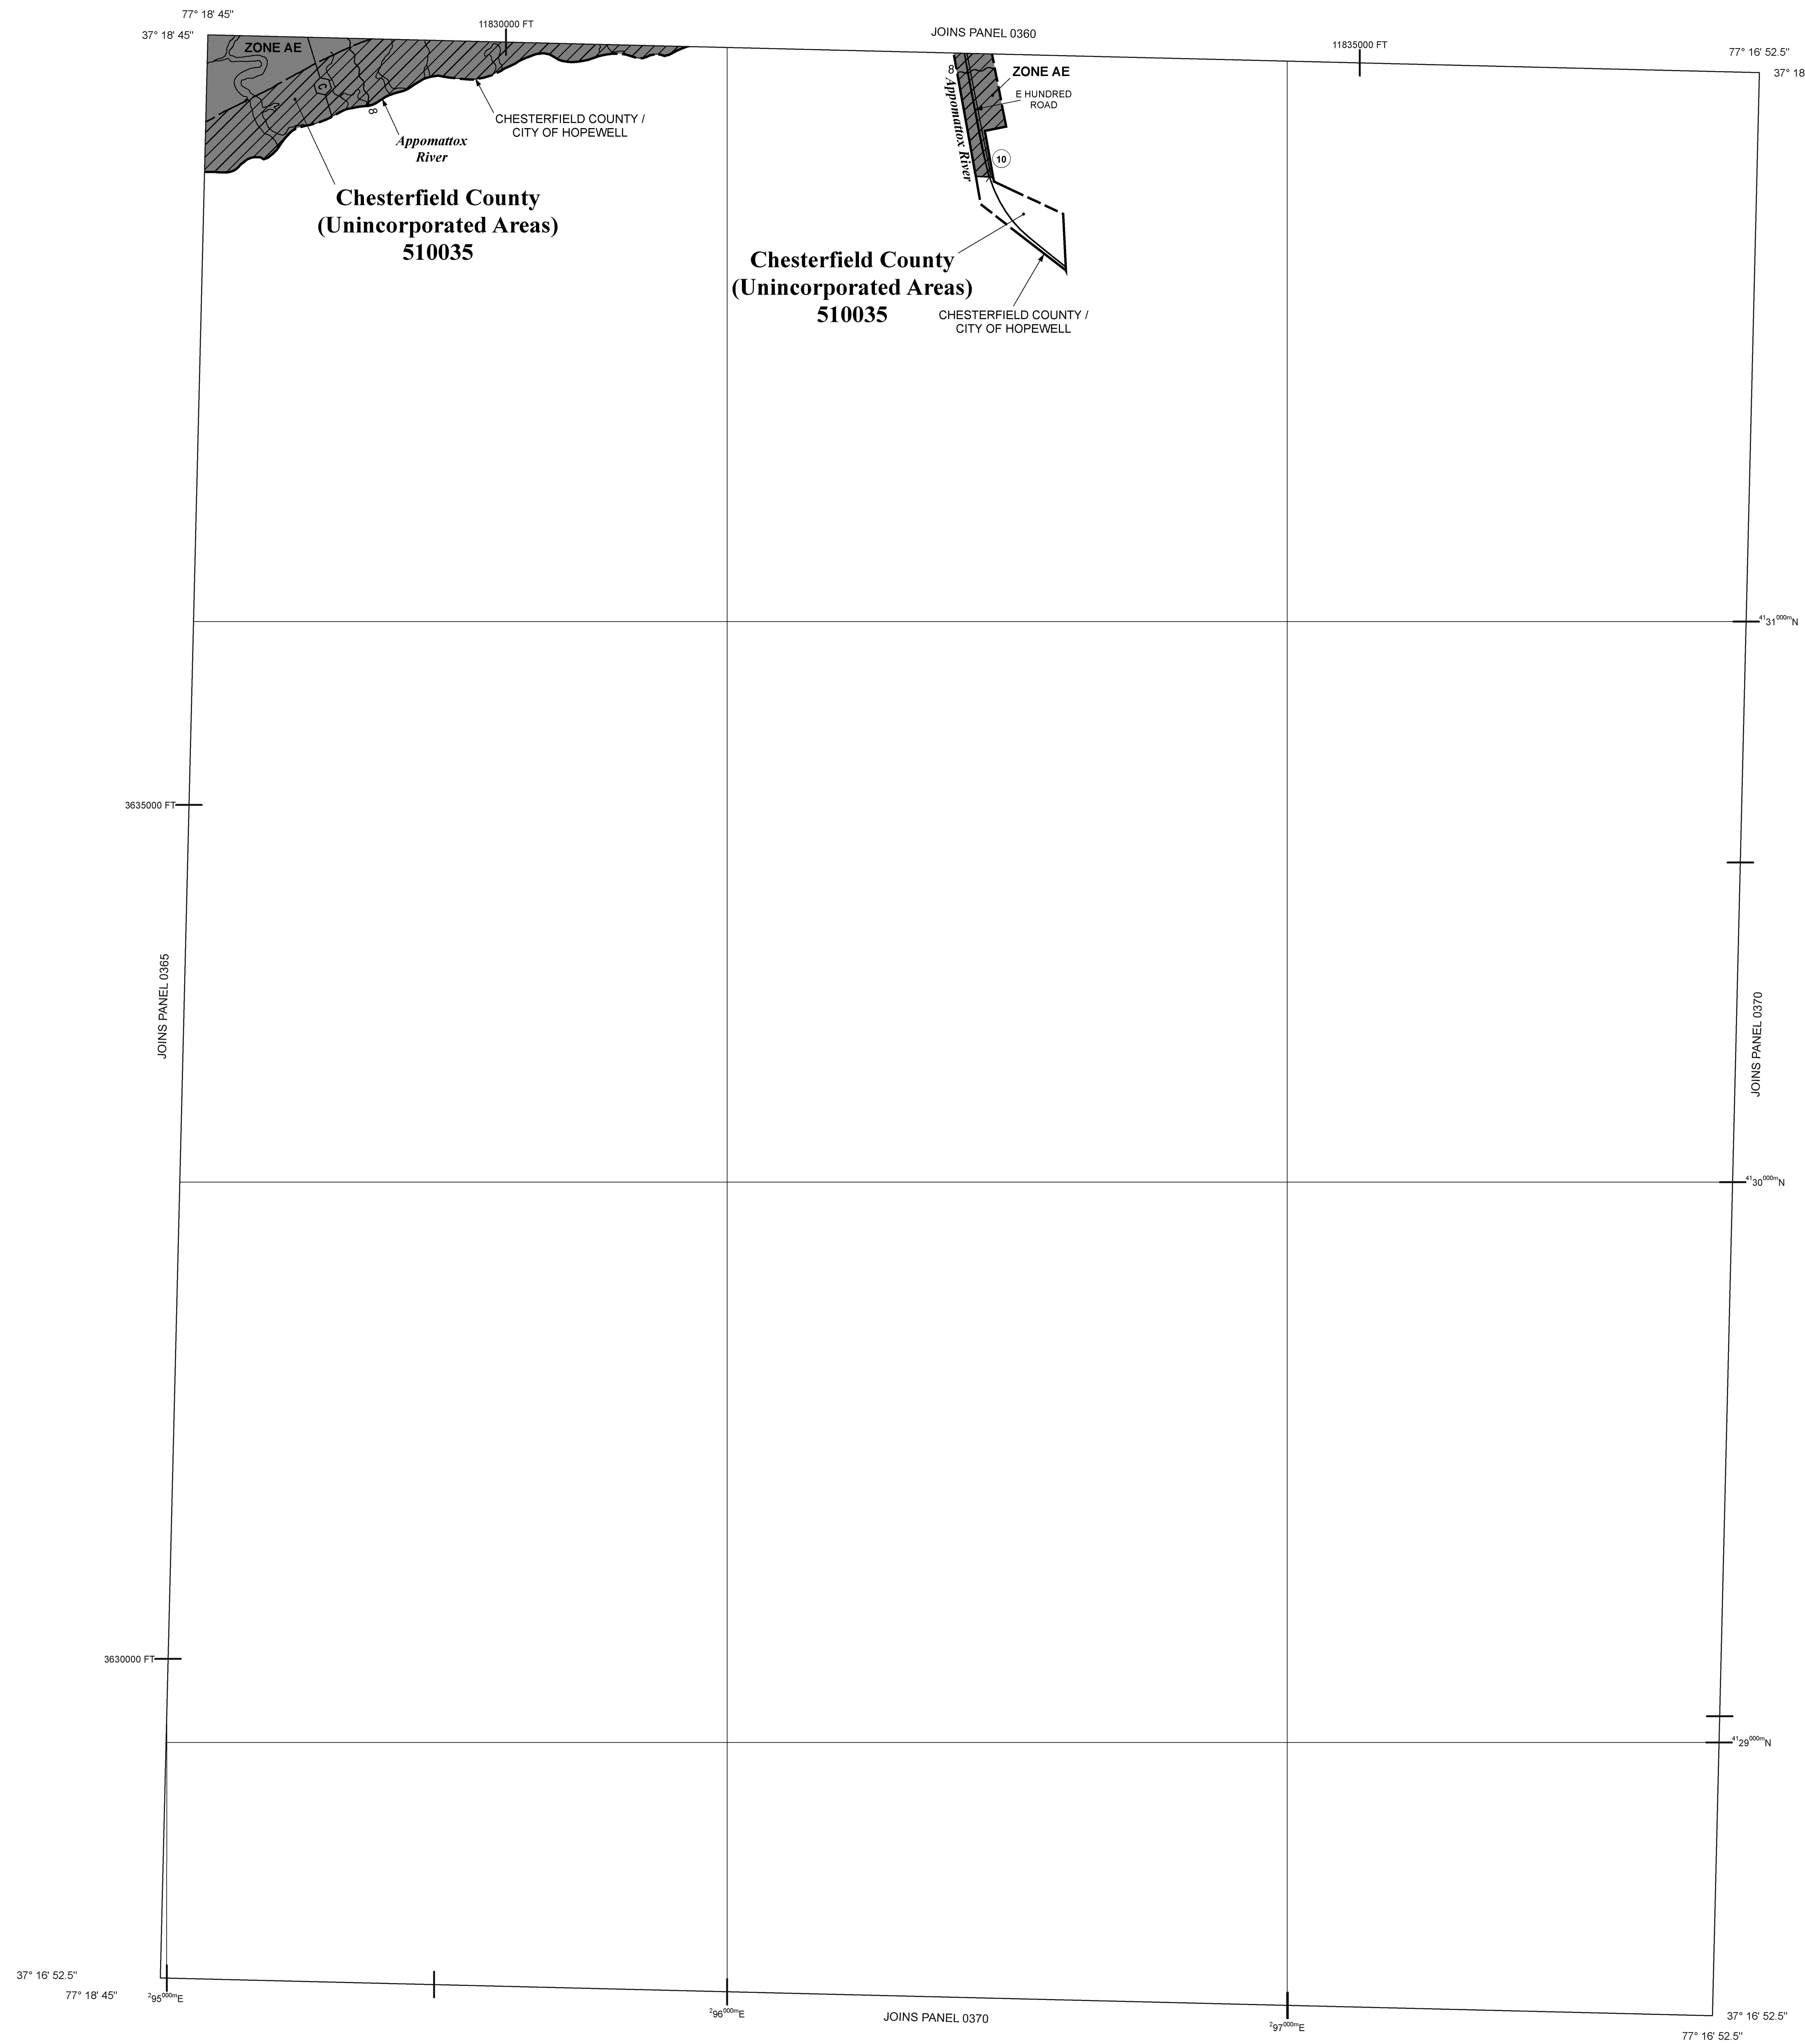 77° 18' 45"
37° 18' 45"
11830000 FT
JOINS PANEL 0360
11835000 FT
77° 16' 52.5"
37° 18
ZONE AE
C
8
CHESTERFIELD COUNTY /
CITY OF HOPEWELL
Appomattox
River
Chesterfield County
(Unincorporated Areas)
510035
8
Appomattox River
ZONE AE
E HUNDRED
ROAD
10
Chesterfield County
(Unincorporated Areas)
510035
CHESTERFIELD COUNTY /
CITY OF HOPEWELL
4131000mN
3635000 FT
JOINS PANEL 0365
JOINS PANEL 0370
4130000mN
3630000 FT
4129000mN
37° 16' 52.5"
77° 18' 45"
295000mE
296000mE
JOINS PANEL 0370
297000mE
37° 16' 52.5"
77° 16' 52.5"